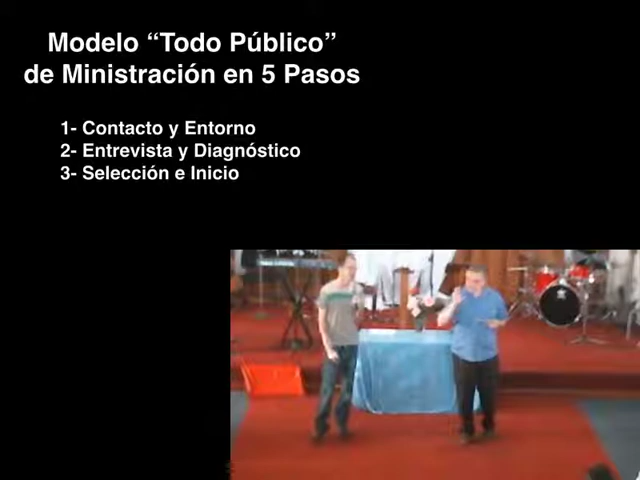 Modelo “Todo Público”
de Ministración en 5 Pasos
1- Contacto y Entorno
2- Entrevista y Diagnóstico
3- Selección e Inicio